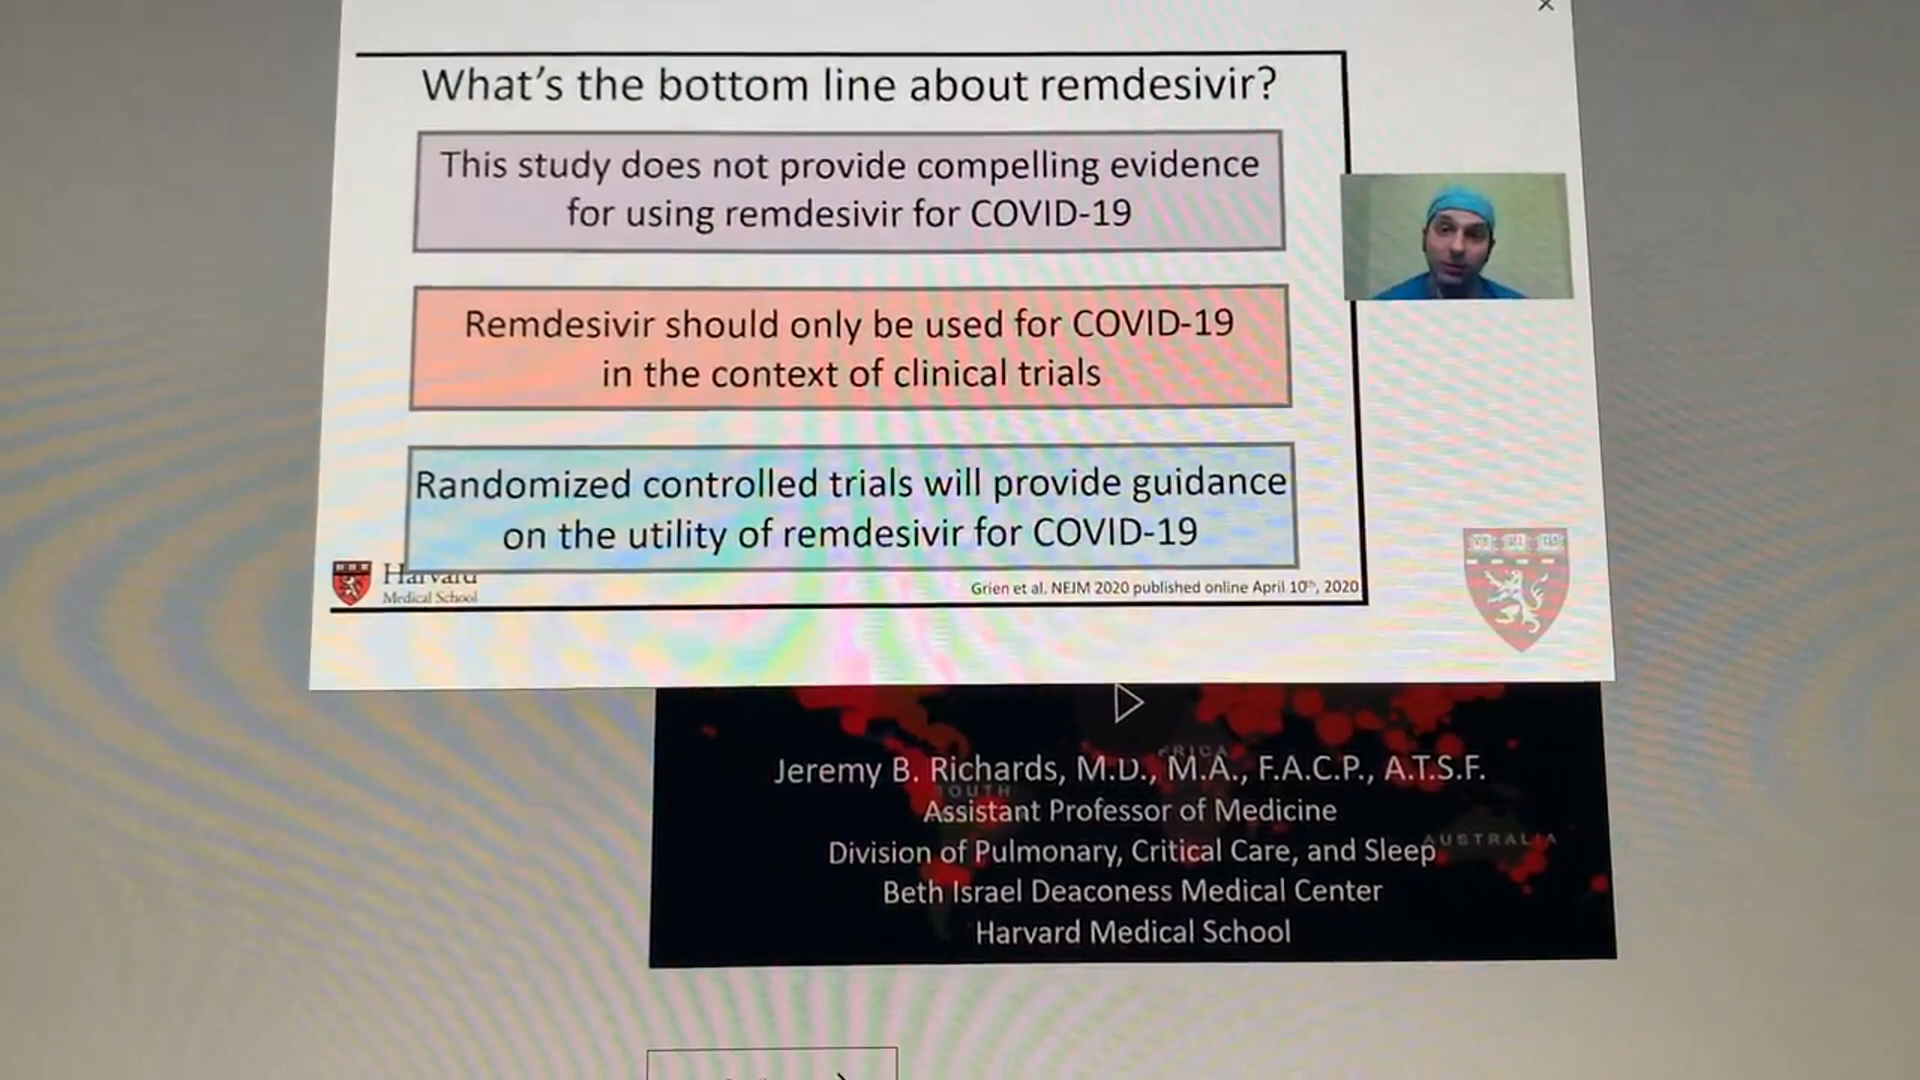 What's the bottom line about remdesivir?
This study does not provide compelling evidence
for using remdesivir for COVID-19
Remdesivir should only be used for COVID-19
in the context of clinical trials
Randomized controlled trials will provide guidance
on the utility of remdesivir for COVID-19
Harvard
Medical School
Grien et al. NEJM 2020 published online April 10th, 2020
RICA
Jeremy B. Richards, M.D., M.A., F.A.C.P., A.T.S.F.
SOUTH
Assistant Professor of Medicine
AUSTRALIA
Division of Pulmonary, Critical Care, and Sleep
Beth Israel Deaconess Medical Center
Harvard Medical School